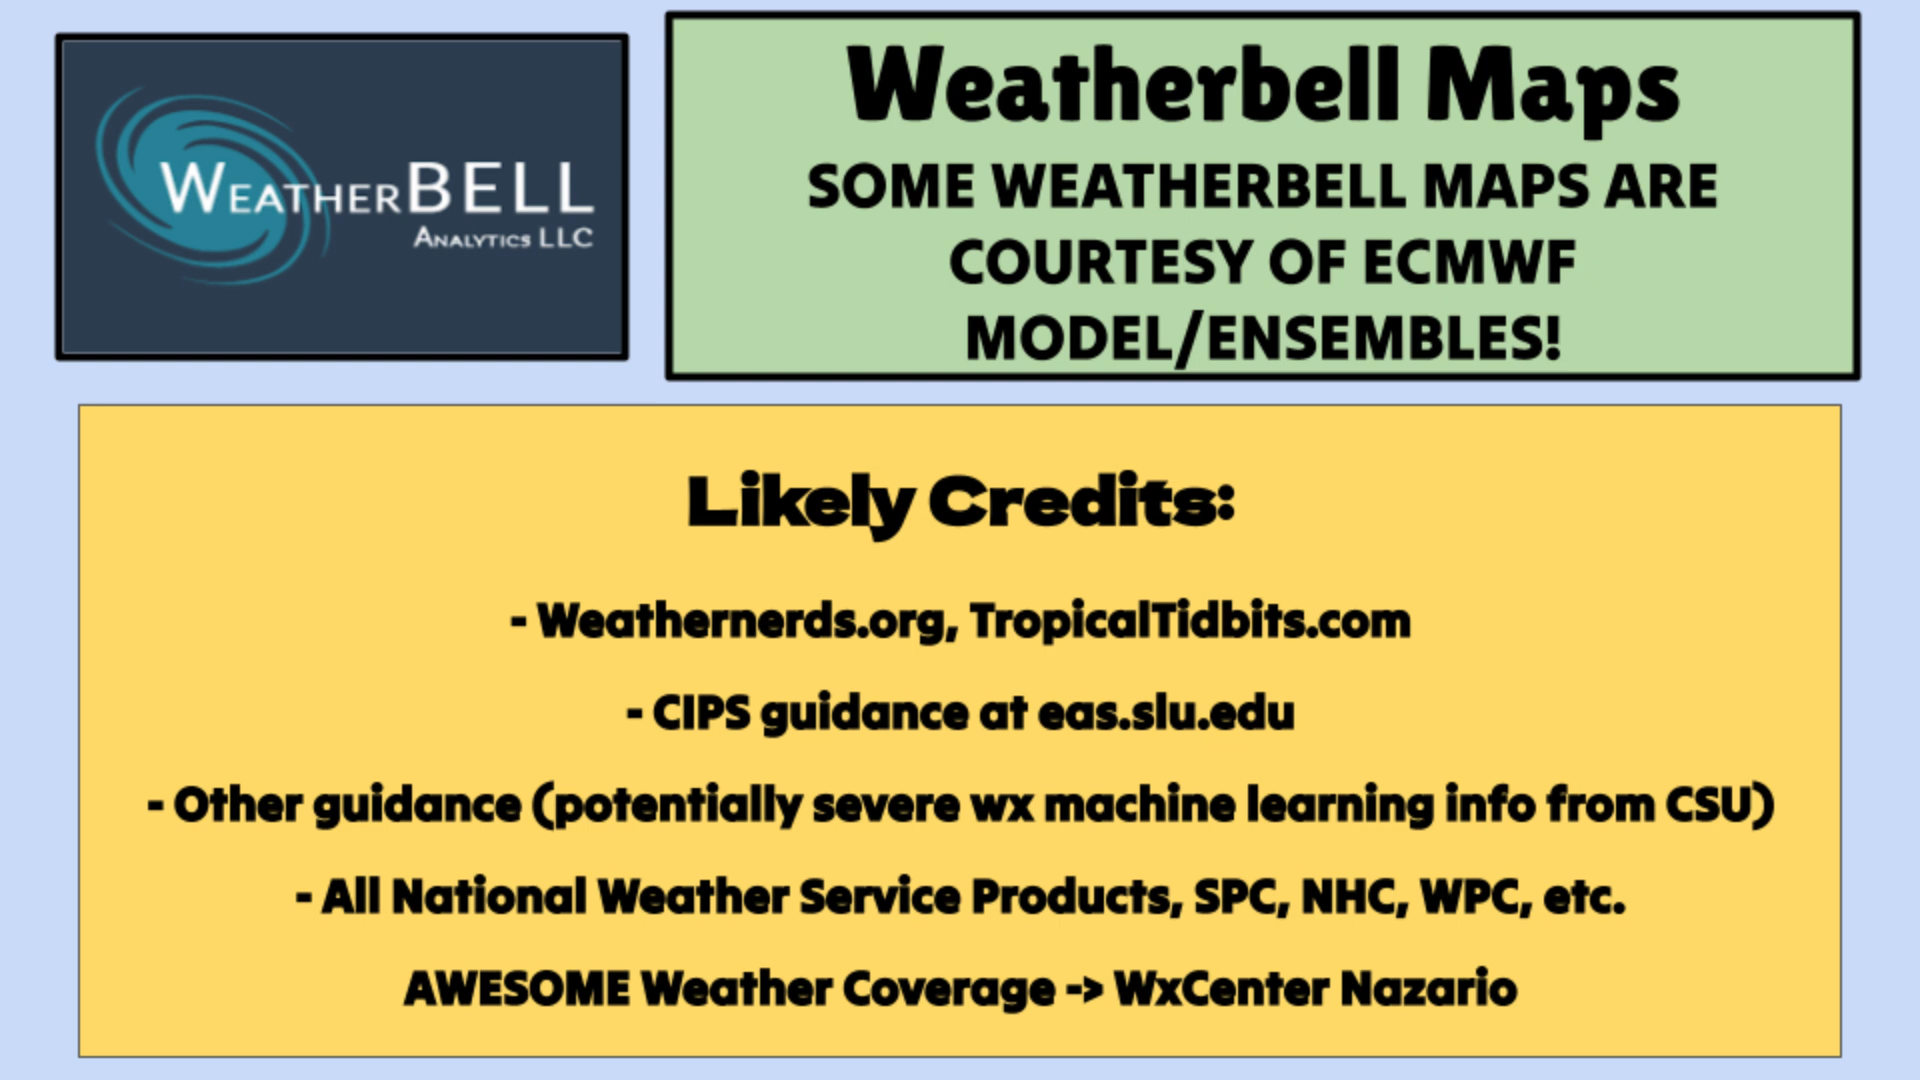 WEATHERBELL
ANALYTICS LLC
Weatherbell Maps
SOME WEATHERBELL MAPS ARE
COURTESY OF ECMWF
MODEL/ENSEMBLES!
Likely Credits:
- Weathernerds.org, TropicalTidbits.com
- CIPS guidance at eas.slu.edu
- Other guidance (potentially severe wx machine learning info from CSU)
- All National Weather Service Products, SPC, NHC, WPC, etc.
AWESOME Weather Coverage -> WxCenter Nazario